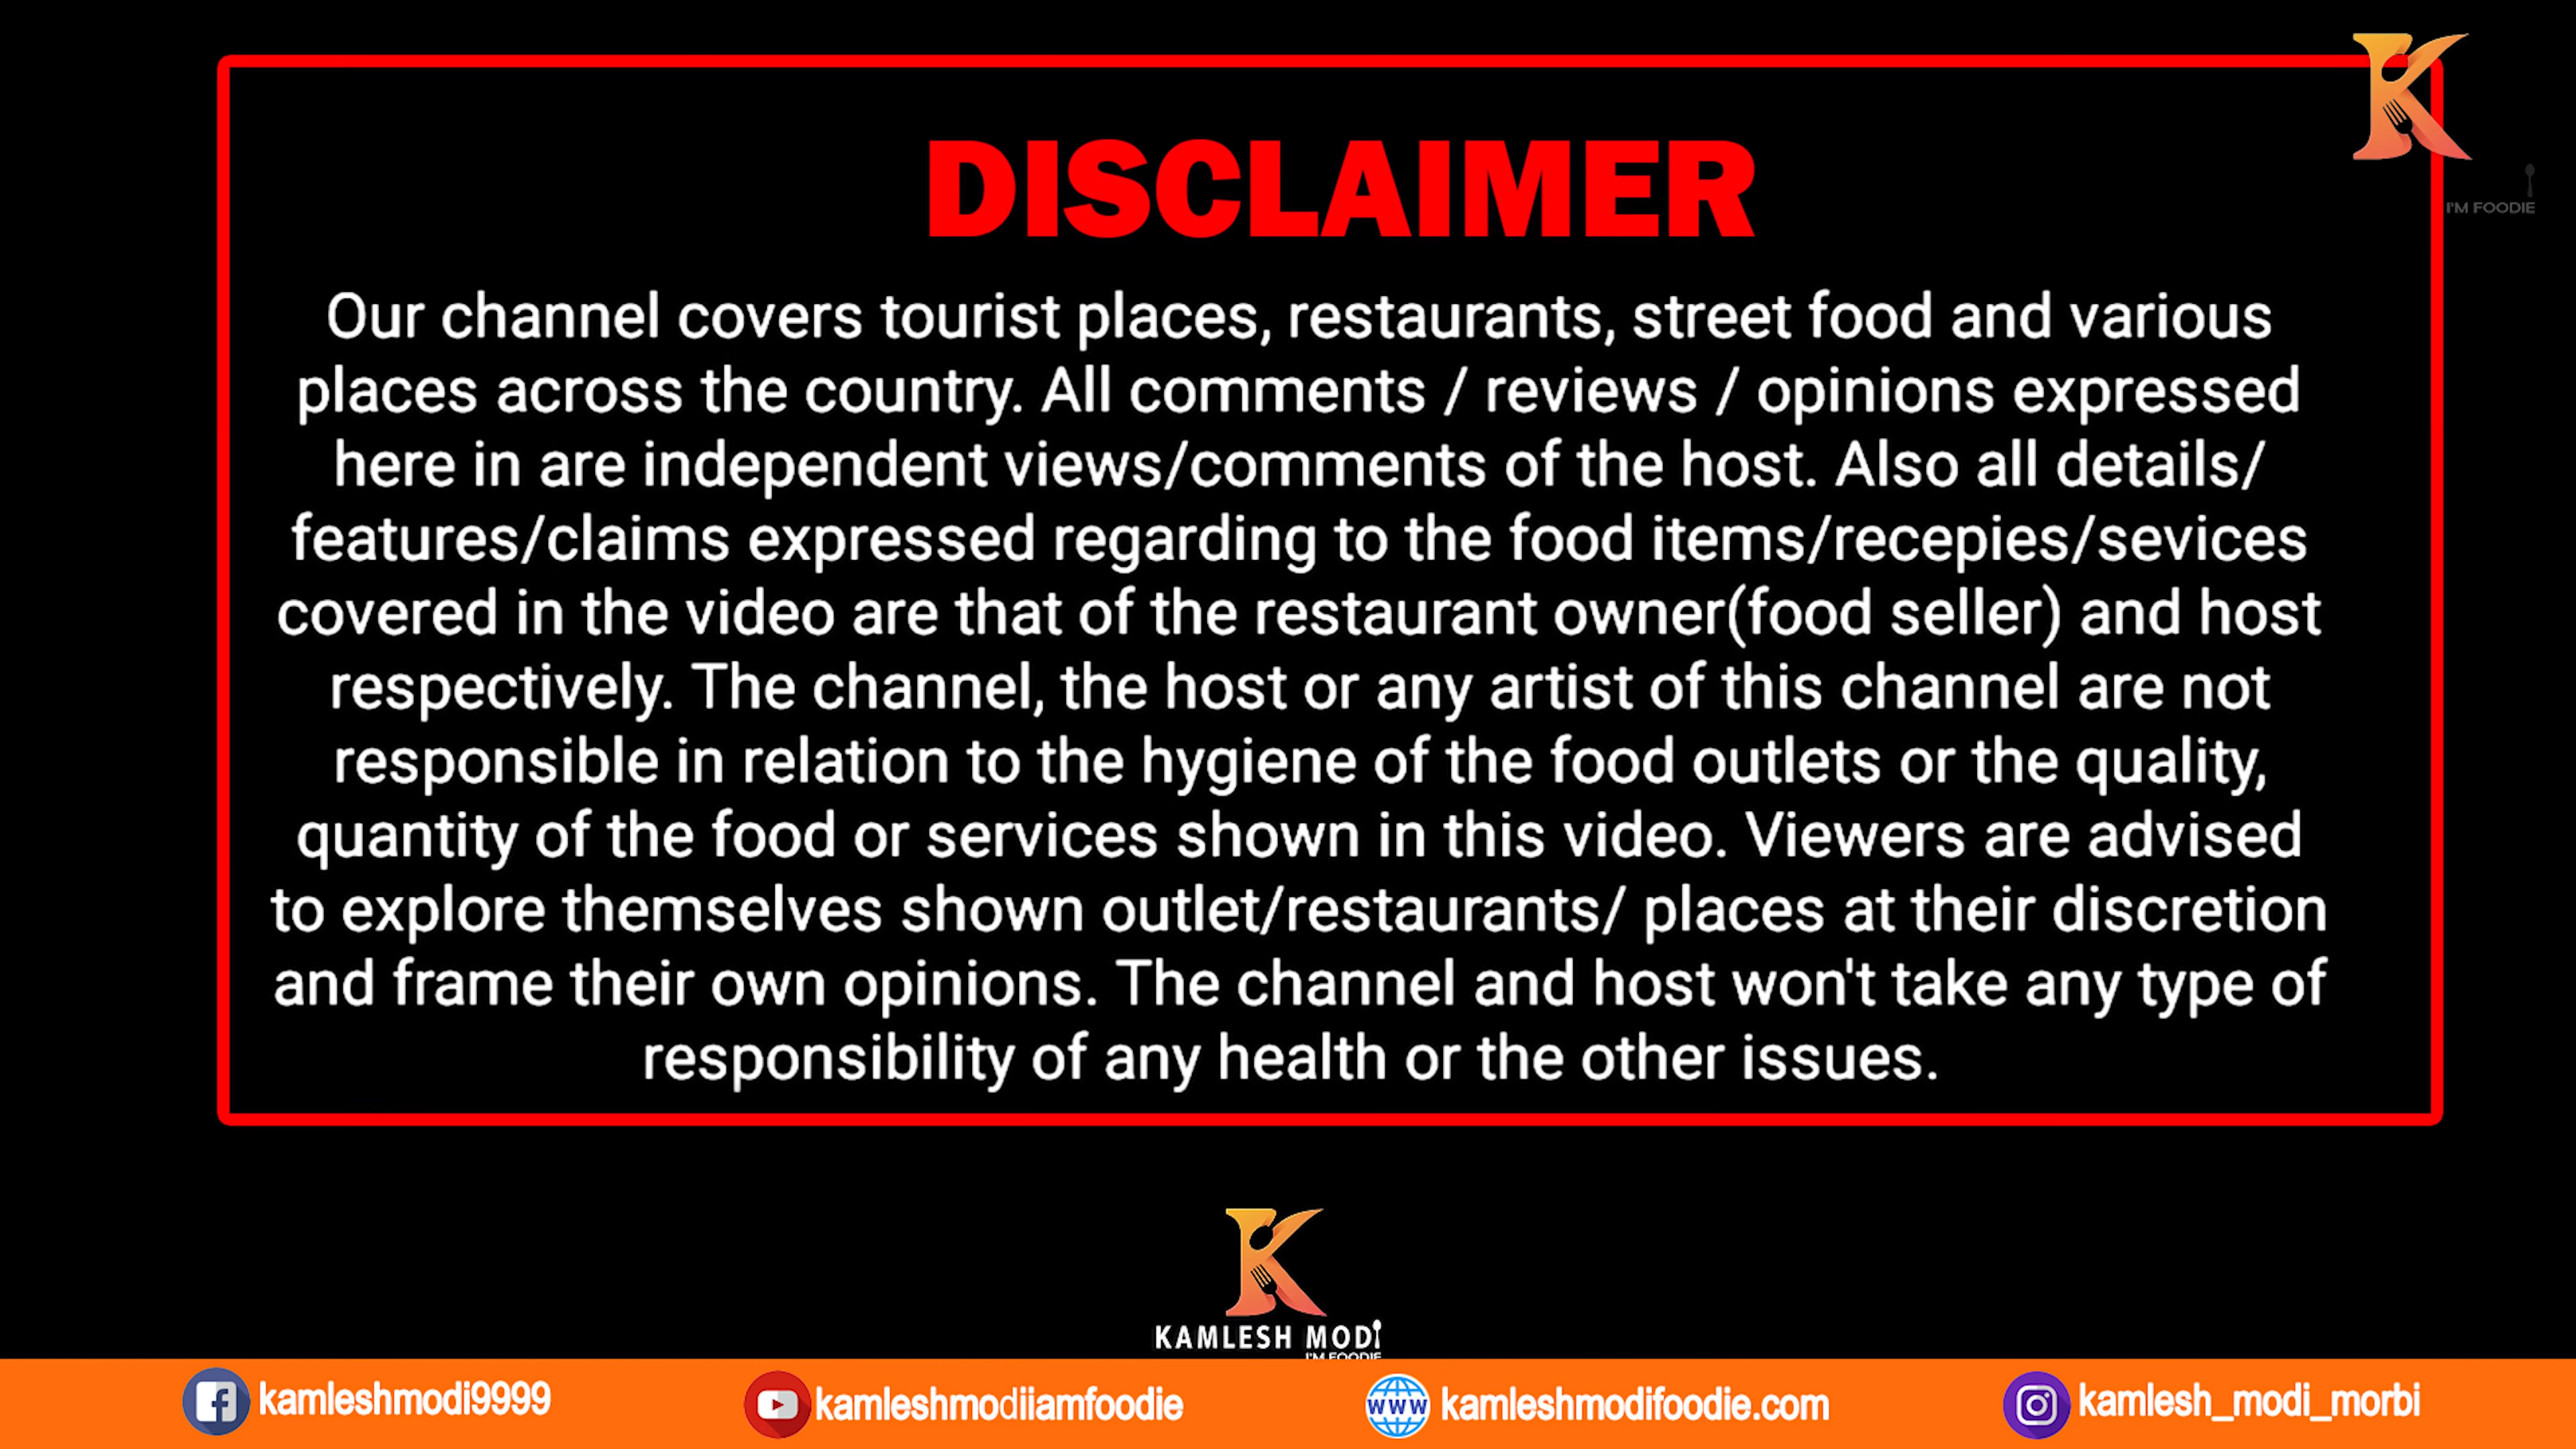 I'M FOODIE
DISCLAIMER
Our channel covers tourist places, restaurants, street food and various
places across the country. All comments / reviews / opinions expressed
here in are independent views/comments of the host. Also all details/
features/claims expressed regarding to the food items/recepies/sevices
covered in the video are that of the restaurant owner(food seller) and host
respectively. The channel, the host or any artist of this channel are not
responsible in relation to the hygiene of the food outlets or the quality,
quantity of the food or services shown in this video. Viewers are advised
to explore themselves shown outlet/restaurants/ places at their discretion
and frame their own opinions. The channel and host won't take any type of
responsibility of any health or the other issues.
KAMLESH MODi
I'M FOODIE
kamleshmodi9999
kamleshmodiiamfoodie
www kamleshmodifoodie.com
kamlesh_modi_morbi